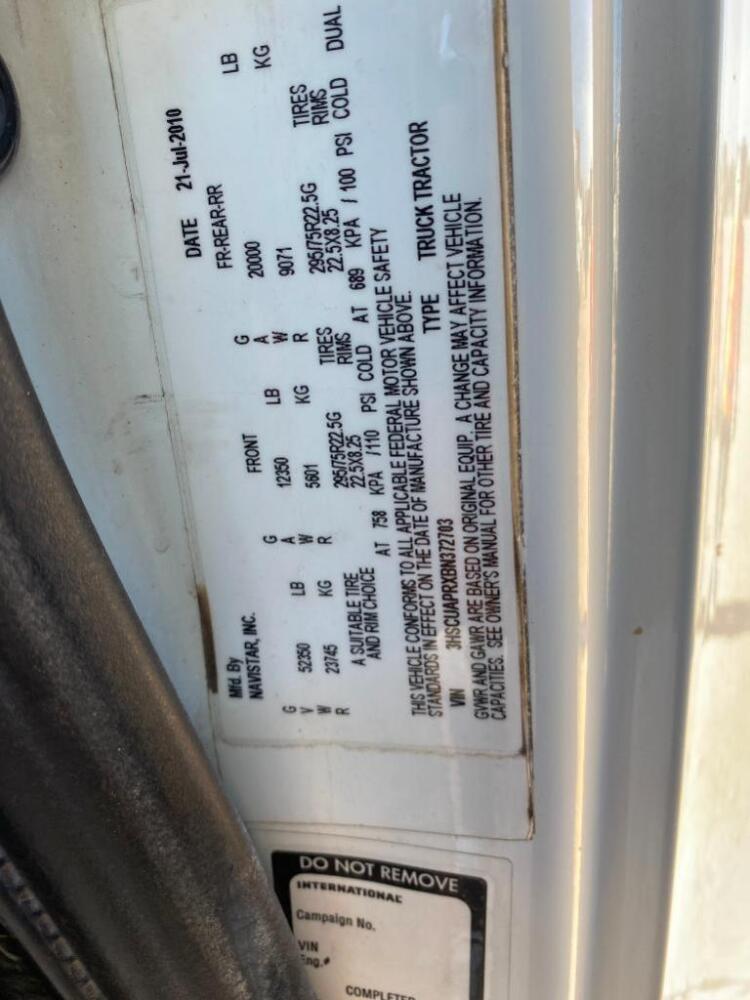 Mfd. By DATE 21-Jul-2010
NAVISTAR, INC.
FRONT FR-REAR-RR
GVWR 52350 LB GAWR 12350 LB GAWR 20000 LB
23745 KG 5601 KG 9071 KG
A SUITABLE TIRE 295/75R22.5G TIRES 295/75R22.5G TIRES
AND RIM CHOICE 22.5X8.25 RIMS 22.5X8.25 RIMS
AT 758 KPA /110 PSI COLD AT 689 KPA / 100 PSI COLD DUAL
THIS VEHICLE CONFORMS TO ALL APPLICABLE FEDERAL MOTOR VEHICLE SAFETY
STANDARDS IN EFFECT ON THE DATE OF MANUFACTURE SHOWN ABOVE.
VIN 3HSCUAPRXBN372703 TYPE TRUCK TRACTOR
GVWR AND GAWR ARE BASED ON ORIGINAL EQUIP. A CHANGE MAY AFFECT VEHICLE
CAPACITIES. SEE OWNER'S MANUAL FOR OTHER TIRE AND CAPACITY INFORMATION.
DO NOT REMOVE
INTERNATIONAL
Campaign No.
VIN
Eng.#
COMPLETED